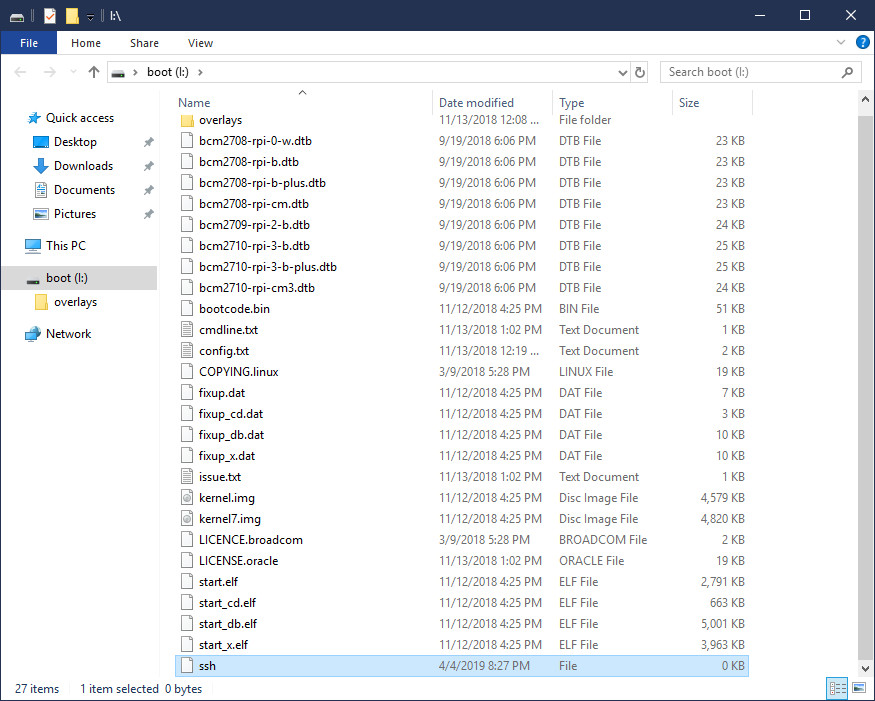 I:\
File Home Share View
boot (I:) Search boot (I:)
Name Date modified Type Size
Quick access
Desktop
Downloads
Documents
Pictures
This PC
boot (I:)
overlays
Network
overlays 11/13/2018 12:08 ... File folder
bcm2708-rpi-0-w.dtb 9/19/2018 6:06 PM DTB File 23 KB
bcm2708-rpi-b.dtb 9/19/2018 6:06 PM DTB File 23 KB
bcm2708-rpi-b-plus.dtb 9/19/2018 6:06 PM DTB File 23 KB
bcm2708-rpi-cm.dtb 9/19/2018 6:06 PM DTB File 23 KB
bcm2709-rpi-2-b.dtb 9/19/2018 6:06 PM DTB File 24 KB
bcm2710-rpi-3-b.dtb 9/19/2018 6:06 PM DTB File 25 KB
bcm2710-rpi-3-b-plus.dtb 9/19/2018 6:06 PM DTB File 25 KB
bcm2710-rpi-cm3.dtb 9/19/2018 6:06 PM DTB File 24 KB
bootcode.bin 11/12/2018 4:25 PM BIN File 51 KB
cmdline.txt 11/13/2018 1:02 PM Text Document 1 KB
config.txt 11/13/2018 12:19 ... Text Document 2 KB
COPYING.linux 3/9/2018 5:28 PM LINUX File 19 KB
fixup.dat 11/12/2018 4:25 PM DAT File 7 KB
fixup_cd.dat 11/12/2018 4:25 PM DAT File 3 KB
fixup_db.dat 11/12/2018 4:25 PM DAT File 10 KB
fixup_x.dat 11/12/2018 4:25 PM DAT File 10 KB
issue.txt 11/13/2018 1:02 PM Text Document 1 KB
kernel.img 11/12/2018 4:25 PM Disc Image File 4,579 KB
kernel7.img 11/12/2018 4:25 PM Disc Image File 4,820 KB
LICENCE.broadcom 3/9/2018 5:28 PM BROADCOM File 2 KB
LICENSE.oracle 11/13/2018 1:02 PM ORACLE File 19 KB
start.elf 11/12/2018 4:25 PM ELF File 2,791 KB
start_cd.elf 11/12/2018 4:25 PM ELF File 663 KB
start_db.elf 11/12/2018 4:25 PM ELF File 5,001 KB
start_x.elf 11/12/2018 4:25 PM ELF File 3,963 KB
ssh 4/4/2019 8:27 PM File 0 KB
27 items 1 item selected 0 bytes